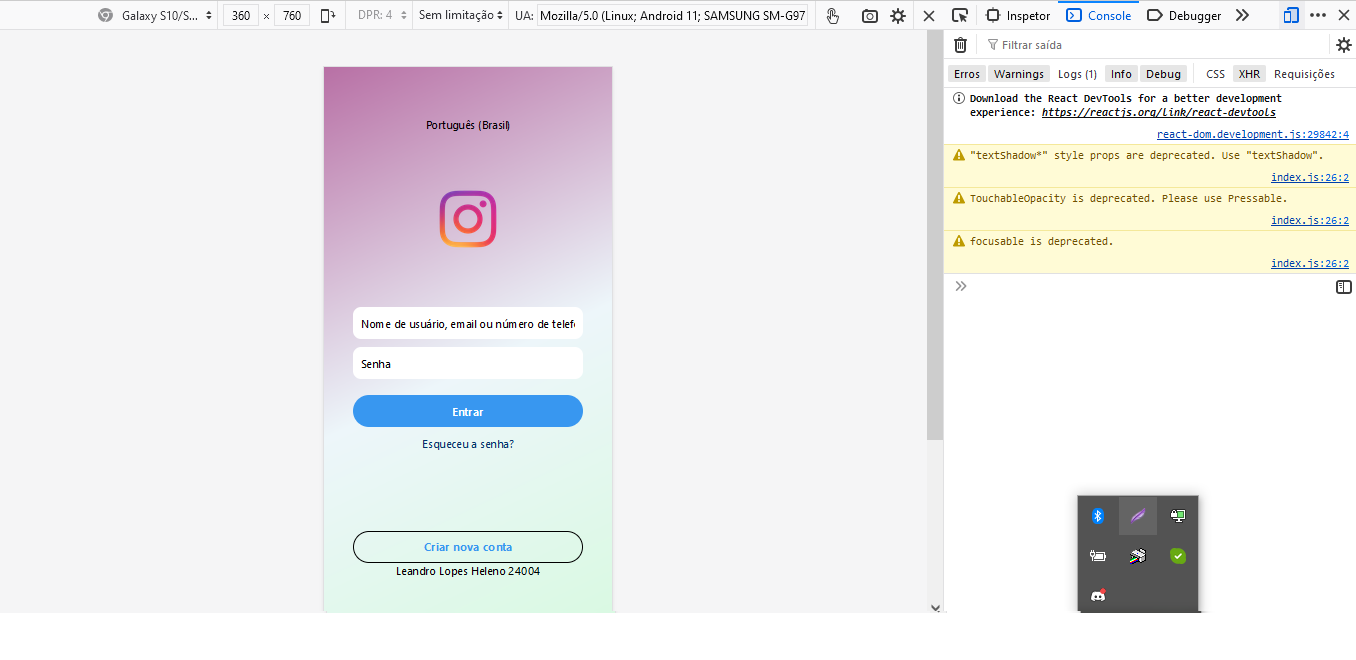 Galaxy S10/S... 360 × 760 DPR: 4 Sem limitação UA: Mozilla/5.0 (Linux; Android 11; SAMSUNG SM-G97
Inspetor Console Debugger
Filtrar saída
Erros Warnings Logs (1) Info Debug CSS XHR Requisições
Download the React DevTools for a better development
experience: https://reactjs.org/link/react-devtools
react-dom.development.js:29842:4
"textShadow*" style props are deprecated. Use "textShadow".
index.js:26:2
TouchableOpacity is deprecated. Please use Pressable.
index.js:26:2
focusable is deprecated.
index.js:26:2
Português (Brasil)
Nome de usuário, email ou número de telef
Senha
Entrar
Esqueceu a senha?
Criar nova conta
Leandro Lopes Heleno 24004